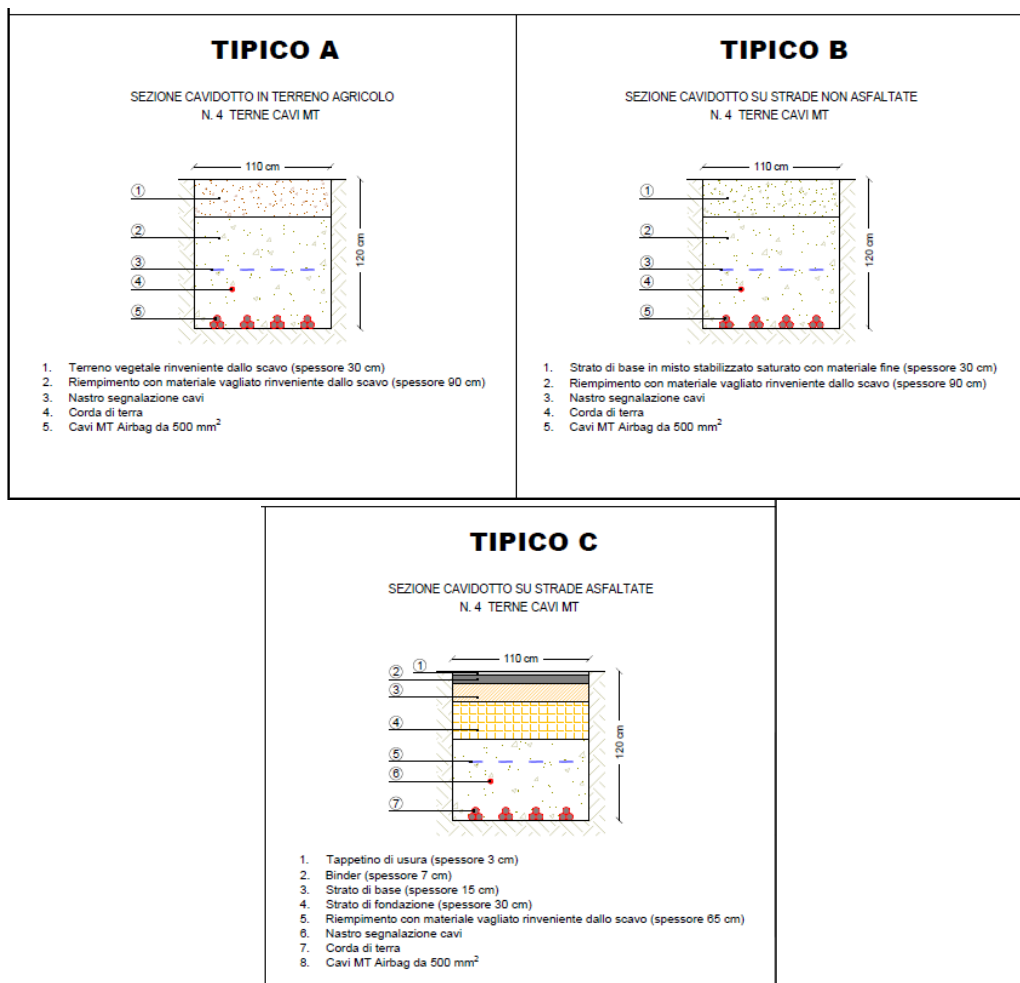 TIPICO A
SEZIONE CAVIDOTTO IN TERRENO AGRICOLO
N. 4 TERNE CAVI MT
110 cm
①
②
③
④
⑤
120 cm
1. Terreno vegetale rinveniente dallo scavo (spessore 30 cm)
2. Riempimento con materiale vagliato rinveniente dallo scavo (spessore 90 cm)
3. Nastro segnalazione cavi
4. Corda di terra
5. Cavi MT Airbag da 500 mm²
TIPICO B
SEZIONE CAVIDOTTO SU STRADE NON ASFALTATE
N. 4 TERNE CAVI MT
110 cm
①
②
③
④
⑤
120 cm
1. Strato di base in misto stabilizzato saturato con materiale fine (spessore 30 cm)
2. Riempimento con materiale vagliato rinveniente dallo scavo (spessore 90 cm)
3. Nastro segnalazione cavi
4. Corda di terra
5. Cavi MT Airbag da 500 mm²
TIPICO C
SEZIONE CAVIDOTTO SU STRADE ASFALTATE
N. 4 TERNE CAVI MT
110 cm
①
②
③
④
⑤
⑥
⑦
120 cm
1. Tappetino di usura (spessore 3 cm)
2. Binder (spessore 7 cm)
3. Strato di base (spessore 15 cm)
4. Strato di fondazione (spessore 30 cm)
5. Riempimento con materiale vagliato rinveniente dallo scavo (spessore 65 cm)
6. Nastro segnalazione cavi
7. Corda di terra
8. Cavi MT Airbag da 500 mm²